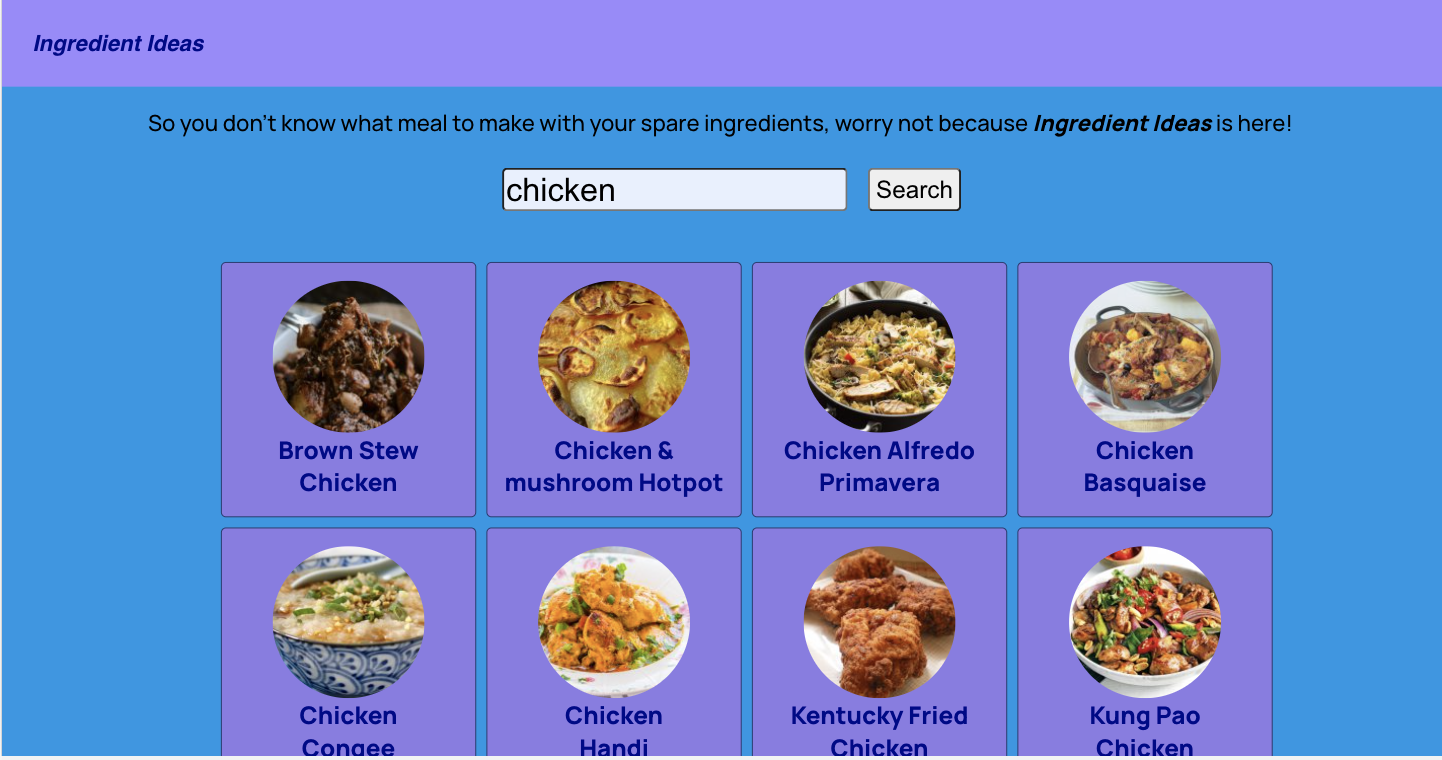 Ingredient Ideas
So you don't know what meal to make with your spare ingredients, worry not because Ingredient Ideas is here!
chicken Search
Brown Stew
Chicken
Chicken &
mushroom Hotpot
Chicken Alfredo
Primavera
Chicken
Basquaise
Chicken
Congee
Chicken
Handi
Kentucky Fried
Chicken
Kung Pao
Chicken